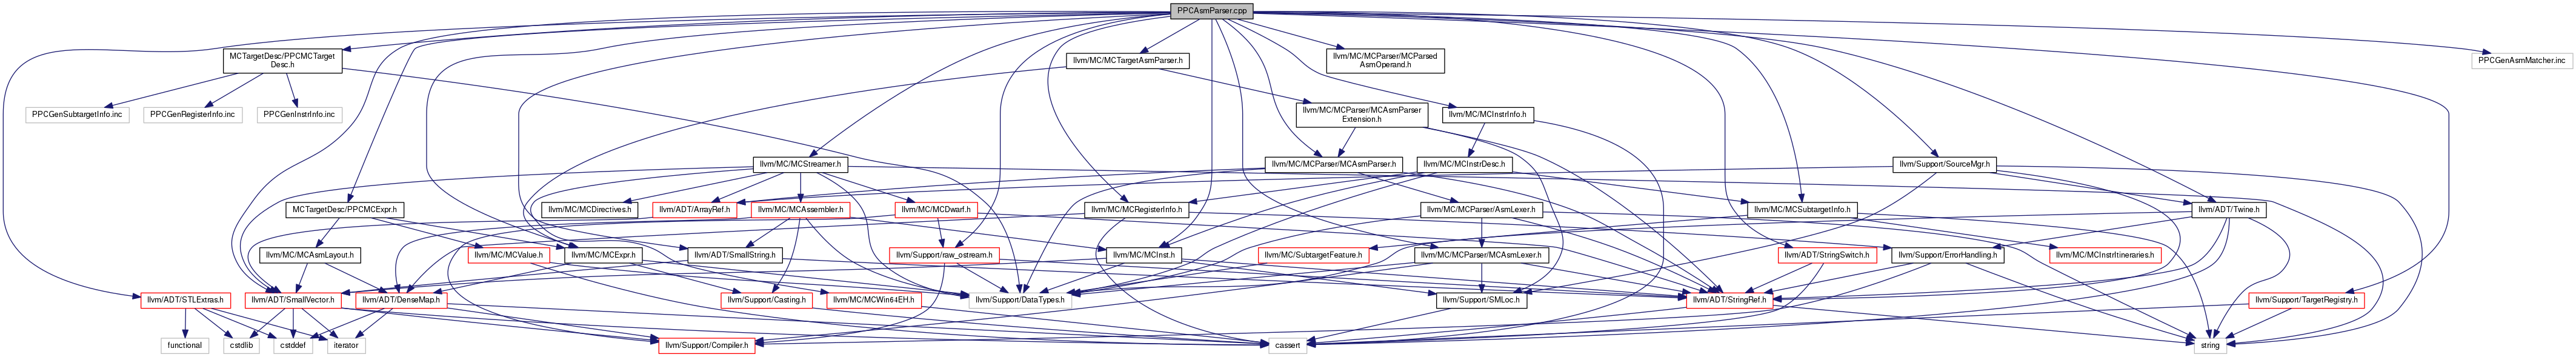 PPCAsmParser.cpp
MCTargetDesc/PPCMCTarget
Desc.h
llvm/MC/MCTargetAsmParser.h
llvm/MC/MCParser/MCParsed
AsmOperand.h
PPCGenAsmMatcher.inc
PPCGenSubtargetInfo.inc
PPCGenRegisterInfo.inc
PPCGenInstrInfo.inc
llvm/MC/MCParser/MCAsmParser
Extension.h
llvm/MC/MCInstrInfo.h
llvm/MC/MCStreamer.h
llvm/MC/MCParser/MCAsmParser.h
llvm/MC/MCInstrDesc.h
llvm/Support/SourceMgr.h
MCTargetDesc/PPCMCExpr.h
llvm/MC/MCDirectives.h
llvm/ADT/ArrayRef.h
llvm/MC/MCAssembler.h
llvm/MC/MCDwarf.h
llvm/MC/MCRegisterInfo.h
llvm/MC/MCParser/AsmLexer.h
llvm/MC/MCSubtargetInfo.h
llvm/ADT/Twine.h
llvm/MC/MCAsmLayout.h
llvm/MC/MCValue.h
llvm/MC/MCExpr.h
llvm/ADT/SmallString.h
llvm/Support/raw_ostream.h
llvm/MC/MCInst.h
llvm/MC/SubtargetFeature.h
llvm/MC/MCParser/MCAsmLexer.h
llvm/ADT/StringSwitch.h
llvm/Support/ErrorHandling.h
llvm/MC/MCInstrItineraries.h
llvm/ADT/STLExtras.h
llvm/ADT/SmallVector.h
llvm/ADT/DenseMap.h
llvm/Support/Casting.h
llvm/MC/MCWin64EH.h
llvm/Support/DataTypes.h
llvm/Support/SMLoc.h
llvm/ADT/StringRef.h
llvm/Support/TargetRegistry.h
functional
cstdlib
cstddef
iterator
llvm/Support/Compiler.h
cassert
string